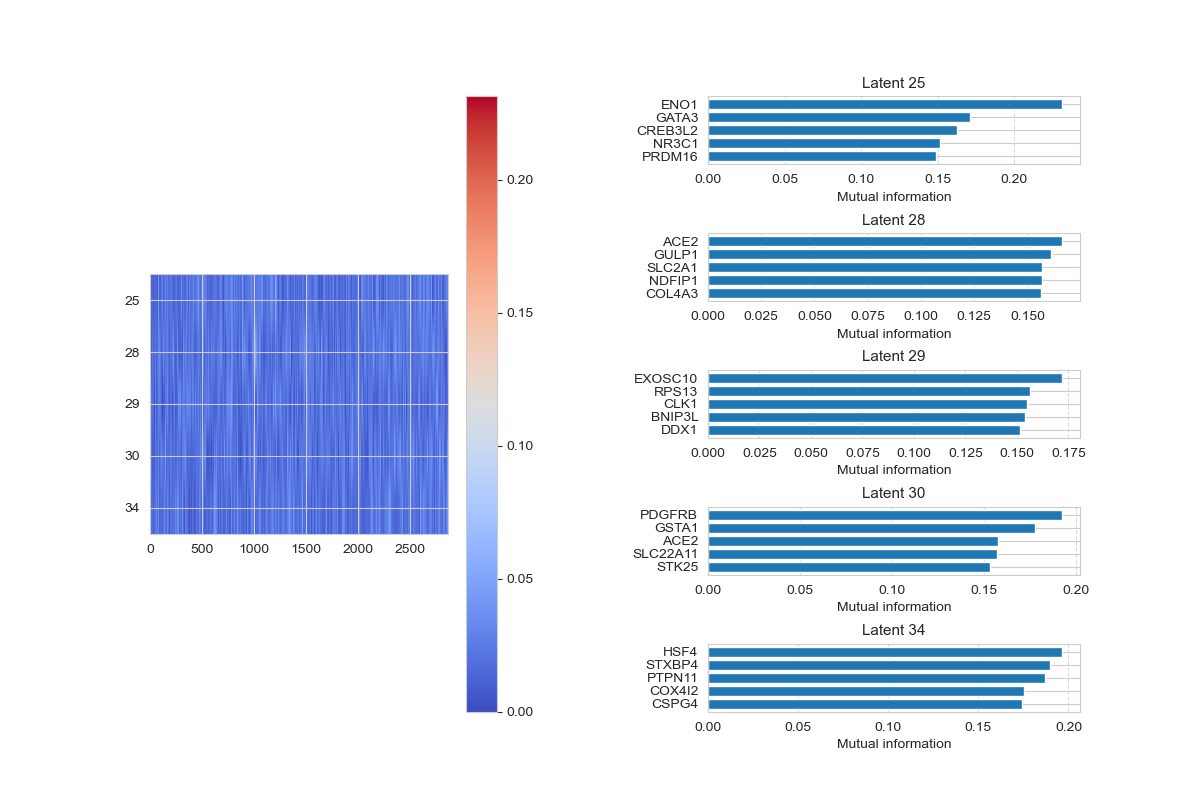 25
28
29
30
34
0 500 1000 1500 2000 2500
0.20
0.15
0.10
0.05
0.00
Latent 25
ENO1
GATA3
CREB3L2
NR3C1
PRDM16
0.00 0.05 0.10 0.15 0.20
Mutual information
Latent 28
ACE2
GULP1
SLC2A1
NDFIP1
COL4A3
0.000 0.025 0.050 0.075 0.100 0.125 0.150
Mutual information
Latent 29
EXOSC10
RPS13
CLK1
BNIP3L
DDX1
0.000 0.025 0.050 0.075 0.100 0.125 0.150 0.175
Mutual information
Latent 30
PDGFRB
GSTA1
ACE2
SLC22A11
STK25
0.00 0.05 0.10 0.15 0.20
Mutual information
Latent 34
HSF4
STXBP4
PTPN11
COX4I2
CSPG4
0.00 0.05 0.10 0.15 0.20
Mutual information